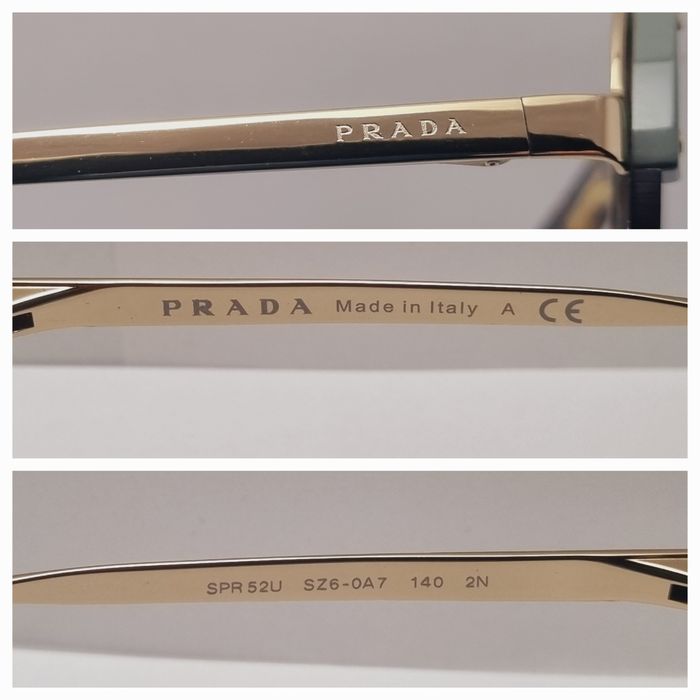 PRADA
PRADA Made in Italy A CE
SPR 52U SZ6-0A7 140 2N